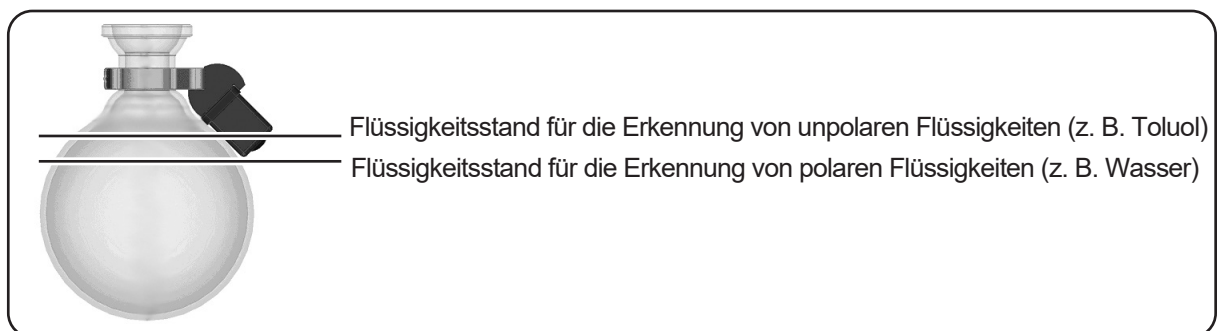 Flüssigkeitsstand für die Erkennung von unpolaren Flüssigkeiten (z. B. Toluol)
Flüssigkeitsstand für die Erkennung von polaren Flüssigkeiten (z. B. Wasser)